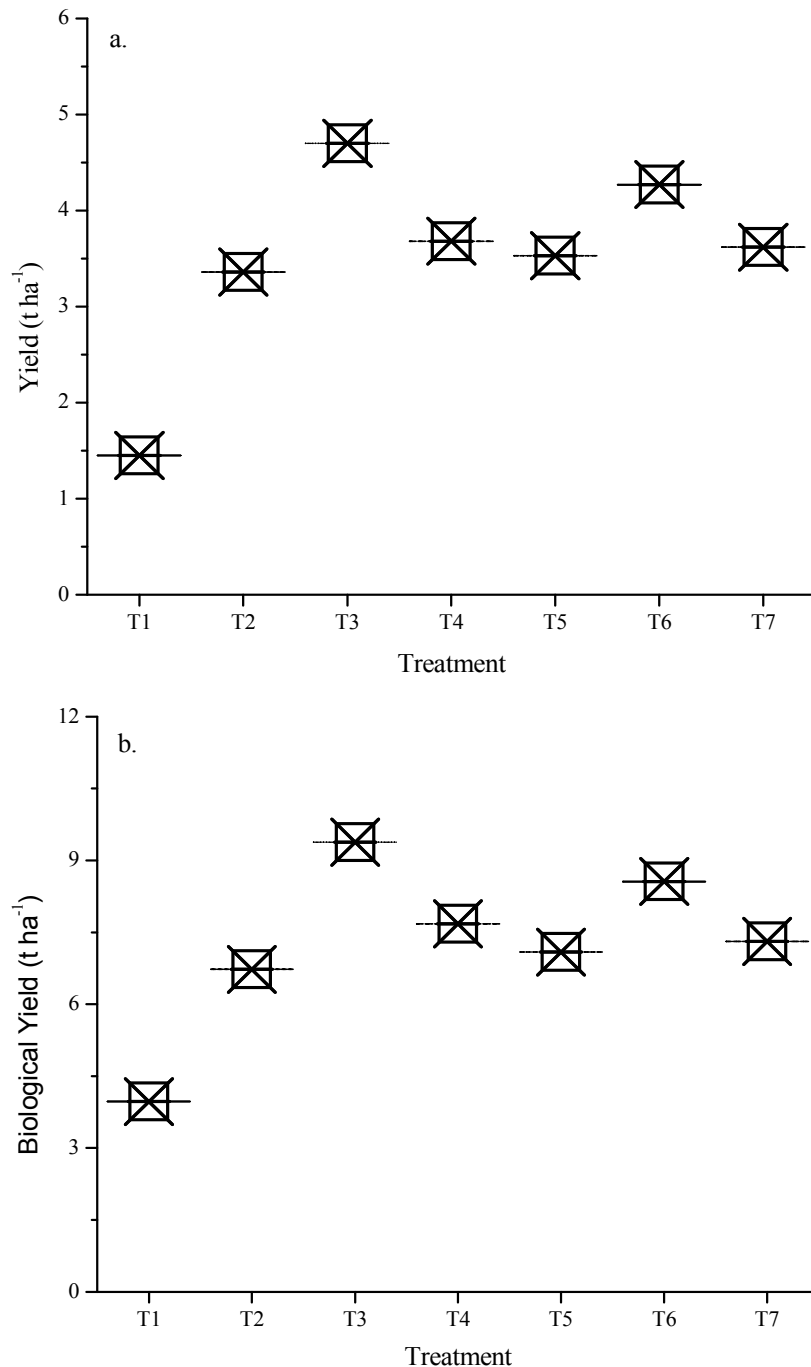 a.
6
5
4
3
2
1
0
Yield (t ha⁻¹)
T1 T2 T3 T4 T5 T6 T7
Treatment
b.
12
9
6
3
0
Biological Yield (t ha⁻¹)
T1 T2 T3 T4 T5 T6 T7
Treatment